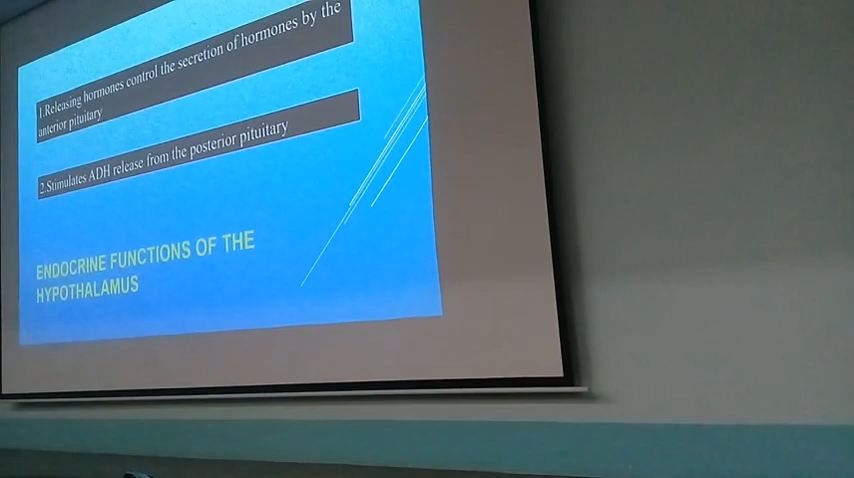 1.Releasing hormones control the secretion of hormones by the
anterior pituitary
2.Stimulates ADH release from the posterior pituitary
ENDOCRINE FUNCTIONS OF THE
HYPOTHALAMUS